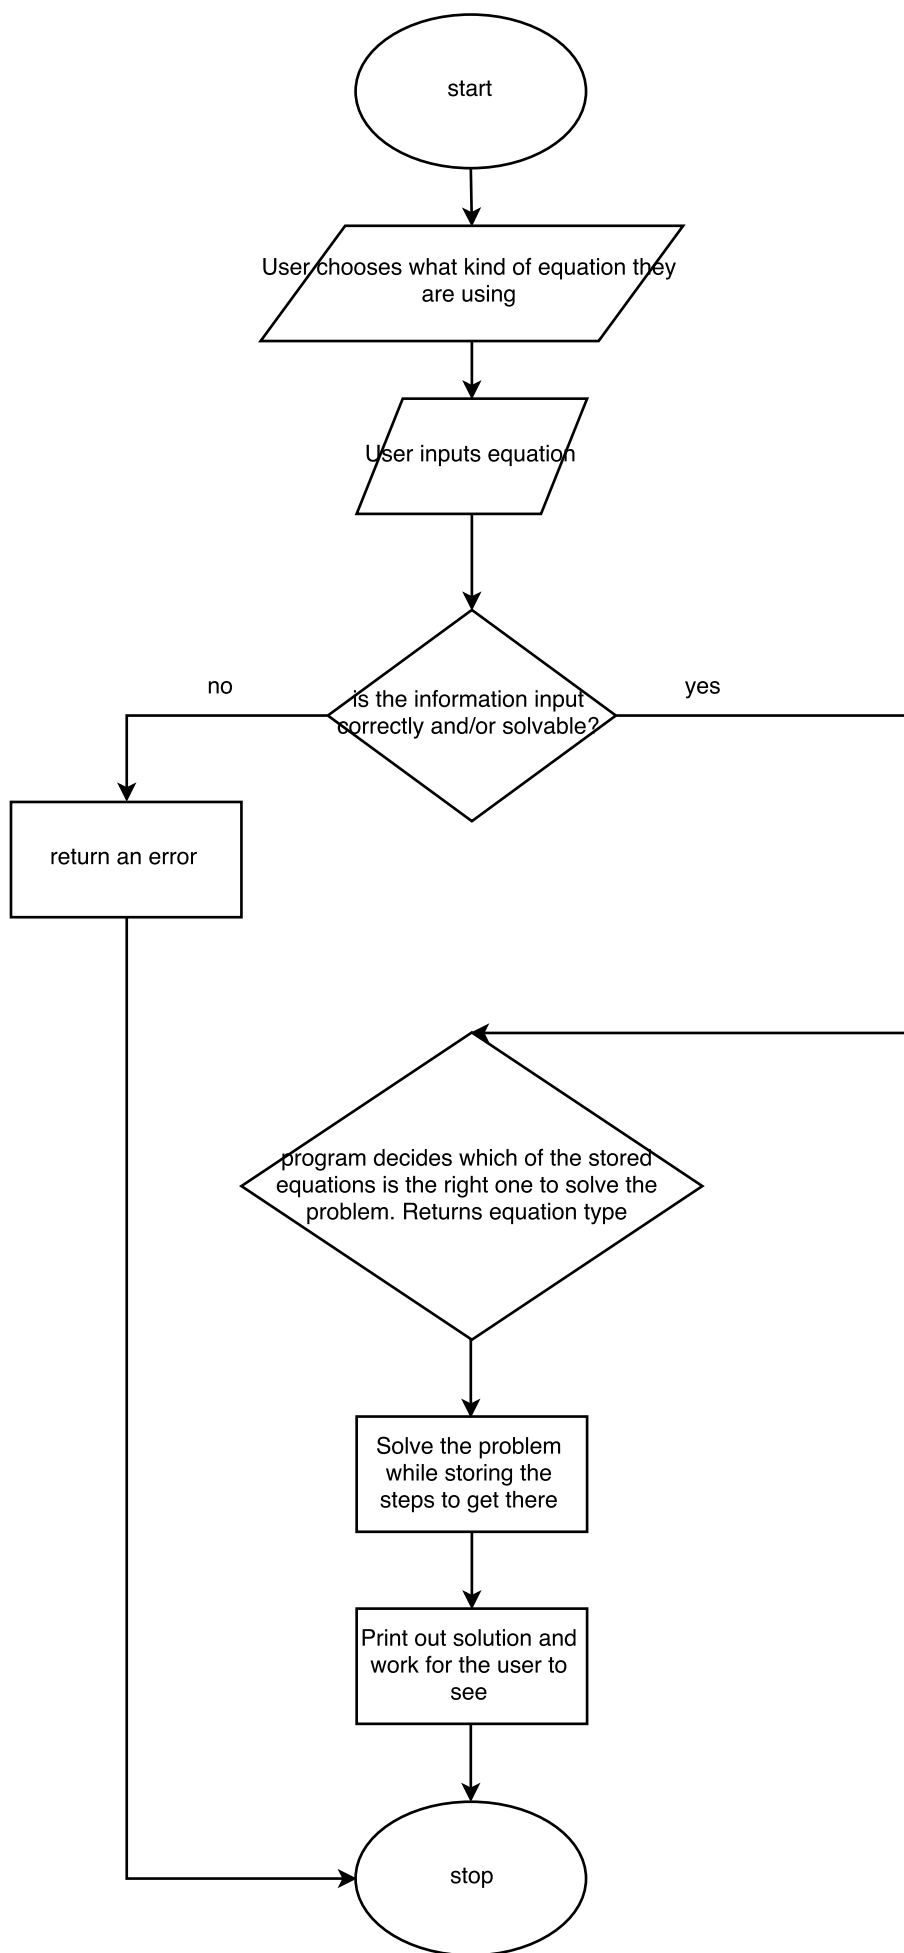 start
User chooses what kind of equation they
are using
User inputs equation
is the information input
correctly and/or solvable?
no
yes
return an error
program decides which of the stored
equations is the right one to solve the
problem. Returns equation type
Solve the problem
while storing the
steps to get there
Print out solution and
work for the user to
see
stop